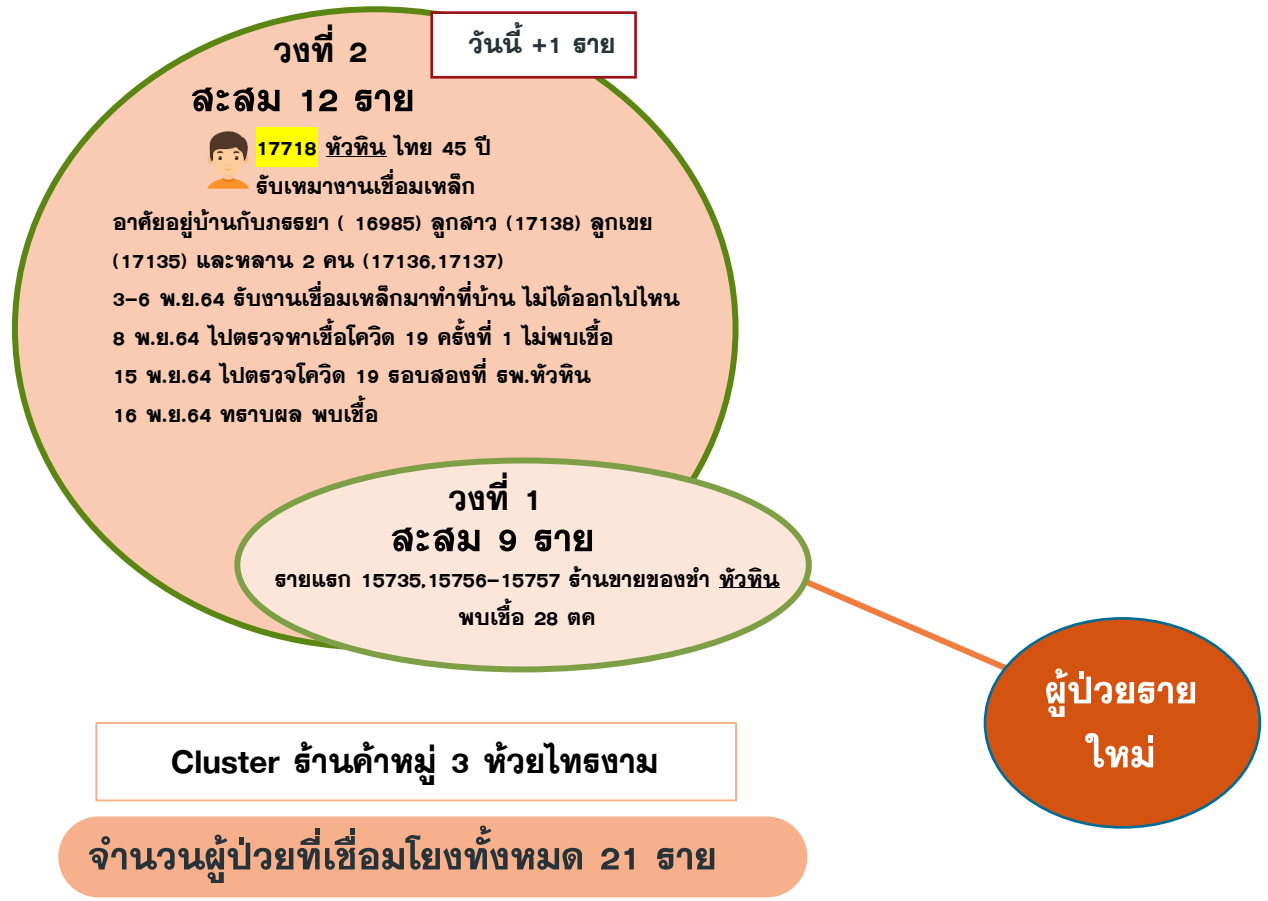 วงที่ 2
วันนี้ +1 ราย
สะสม 12 ราย
17718 หัวหิน ไทย 45 ปี
รับเหมางานเชื่อมเหล็ก
อาศัยอยู่บ้านกับภรรยา ( 16985) ลูกสาว (17138) ลูกเขย
(17135) และหลาน 2 คน (17136,17137)
3-6 พ.ย.64 รับงานเชื่อมเหล็กมาทำที่บ้าน ไม่ได้ออกไปไหน
8 พ.ย.64 ไปตรวจหาเชื้อโควิด 19 ครั้งที่ 1 ไม่พบเชื้อ
15 พ.ย.64 ไปตรวจโควิด 19 รอบสองที่ รพ.หัวหิน
16 พ.ย.64 ทราบผล พบเชื้อ
วงที่ 1
สะสม 9 ราย
รายแรก 15735,15756-15757 ร้านขายของชำ หัวหิน
พบเชื้อ 28 ตค
ผู้ป่วยราย
ใหม่
Cluster ร้านค้าหมู่ 3 ห้วยไทรงาม
จำนวนผู้ป่วยที่เชื่อมโยงทั้งหมด 21 ราย